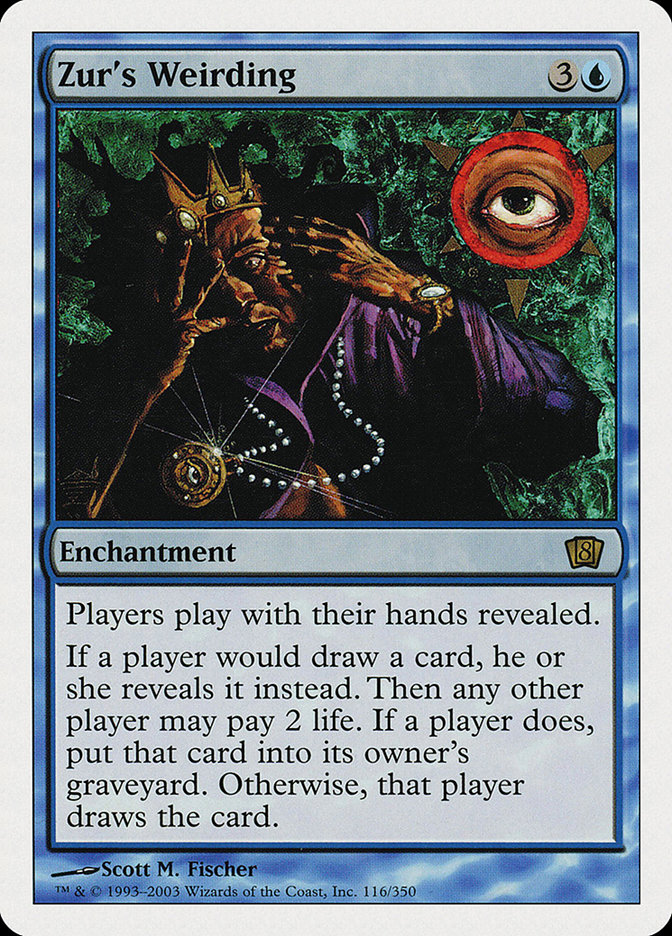 Zur's Weirding 3
Enchantment 8
Players play with their hands revealed.
If a player would draw a card, he or
she reveals it instead. Then any other
player may pay 2 life. If a player does,
put that card into its owner's
graveyard. Otherwise, that player
draws the card.
Scott M. Fischer
™ & © 1993–2003 Wizards of the Coast, Inc. 116/350